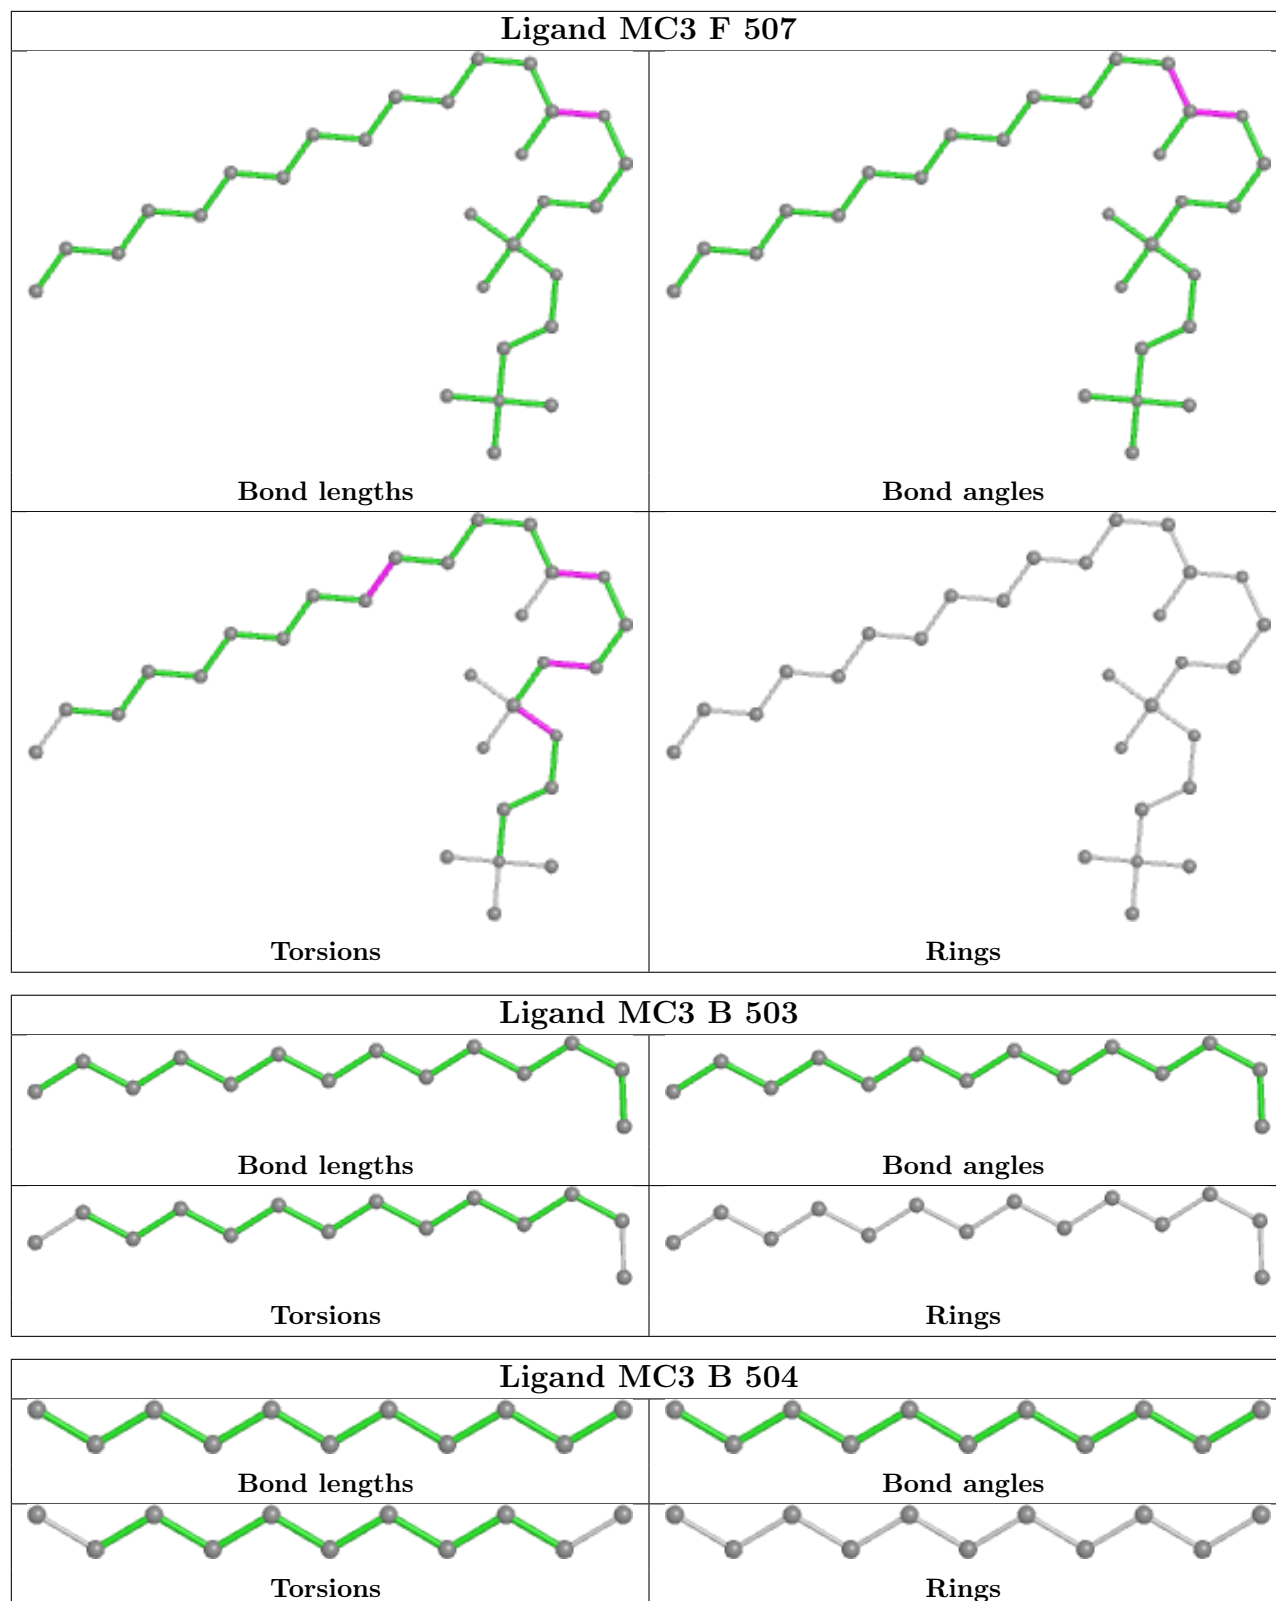 Ligand MC3 F 507
Bond lengths
Bond angles
Torsions
Rings
Ligand MC3 B 503
Bond lengths
Bond angles
Torsions
Rings
Ligand MC3 B 504
Bond lengths
Bond angles
Torsions
Rings